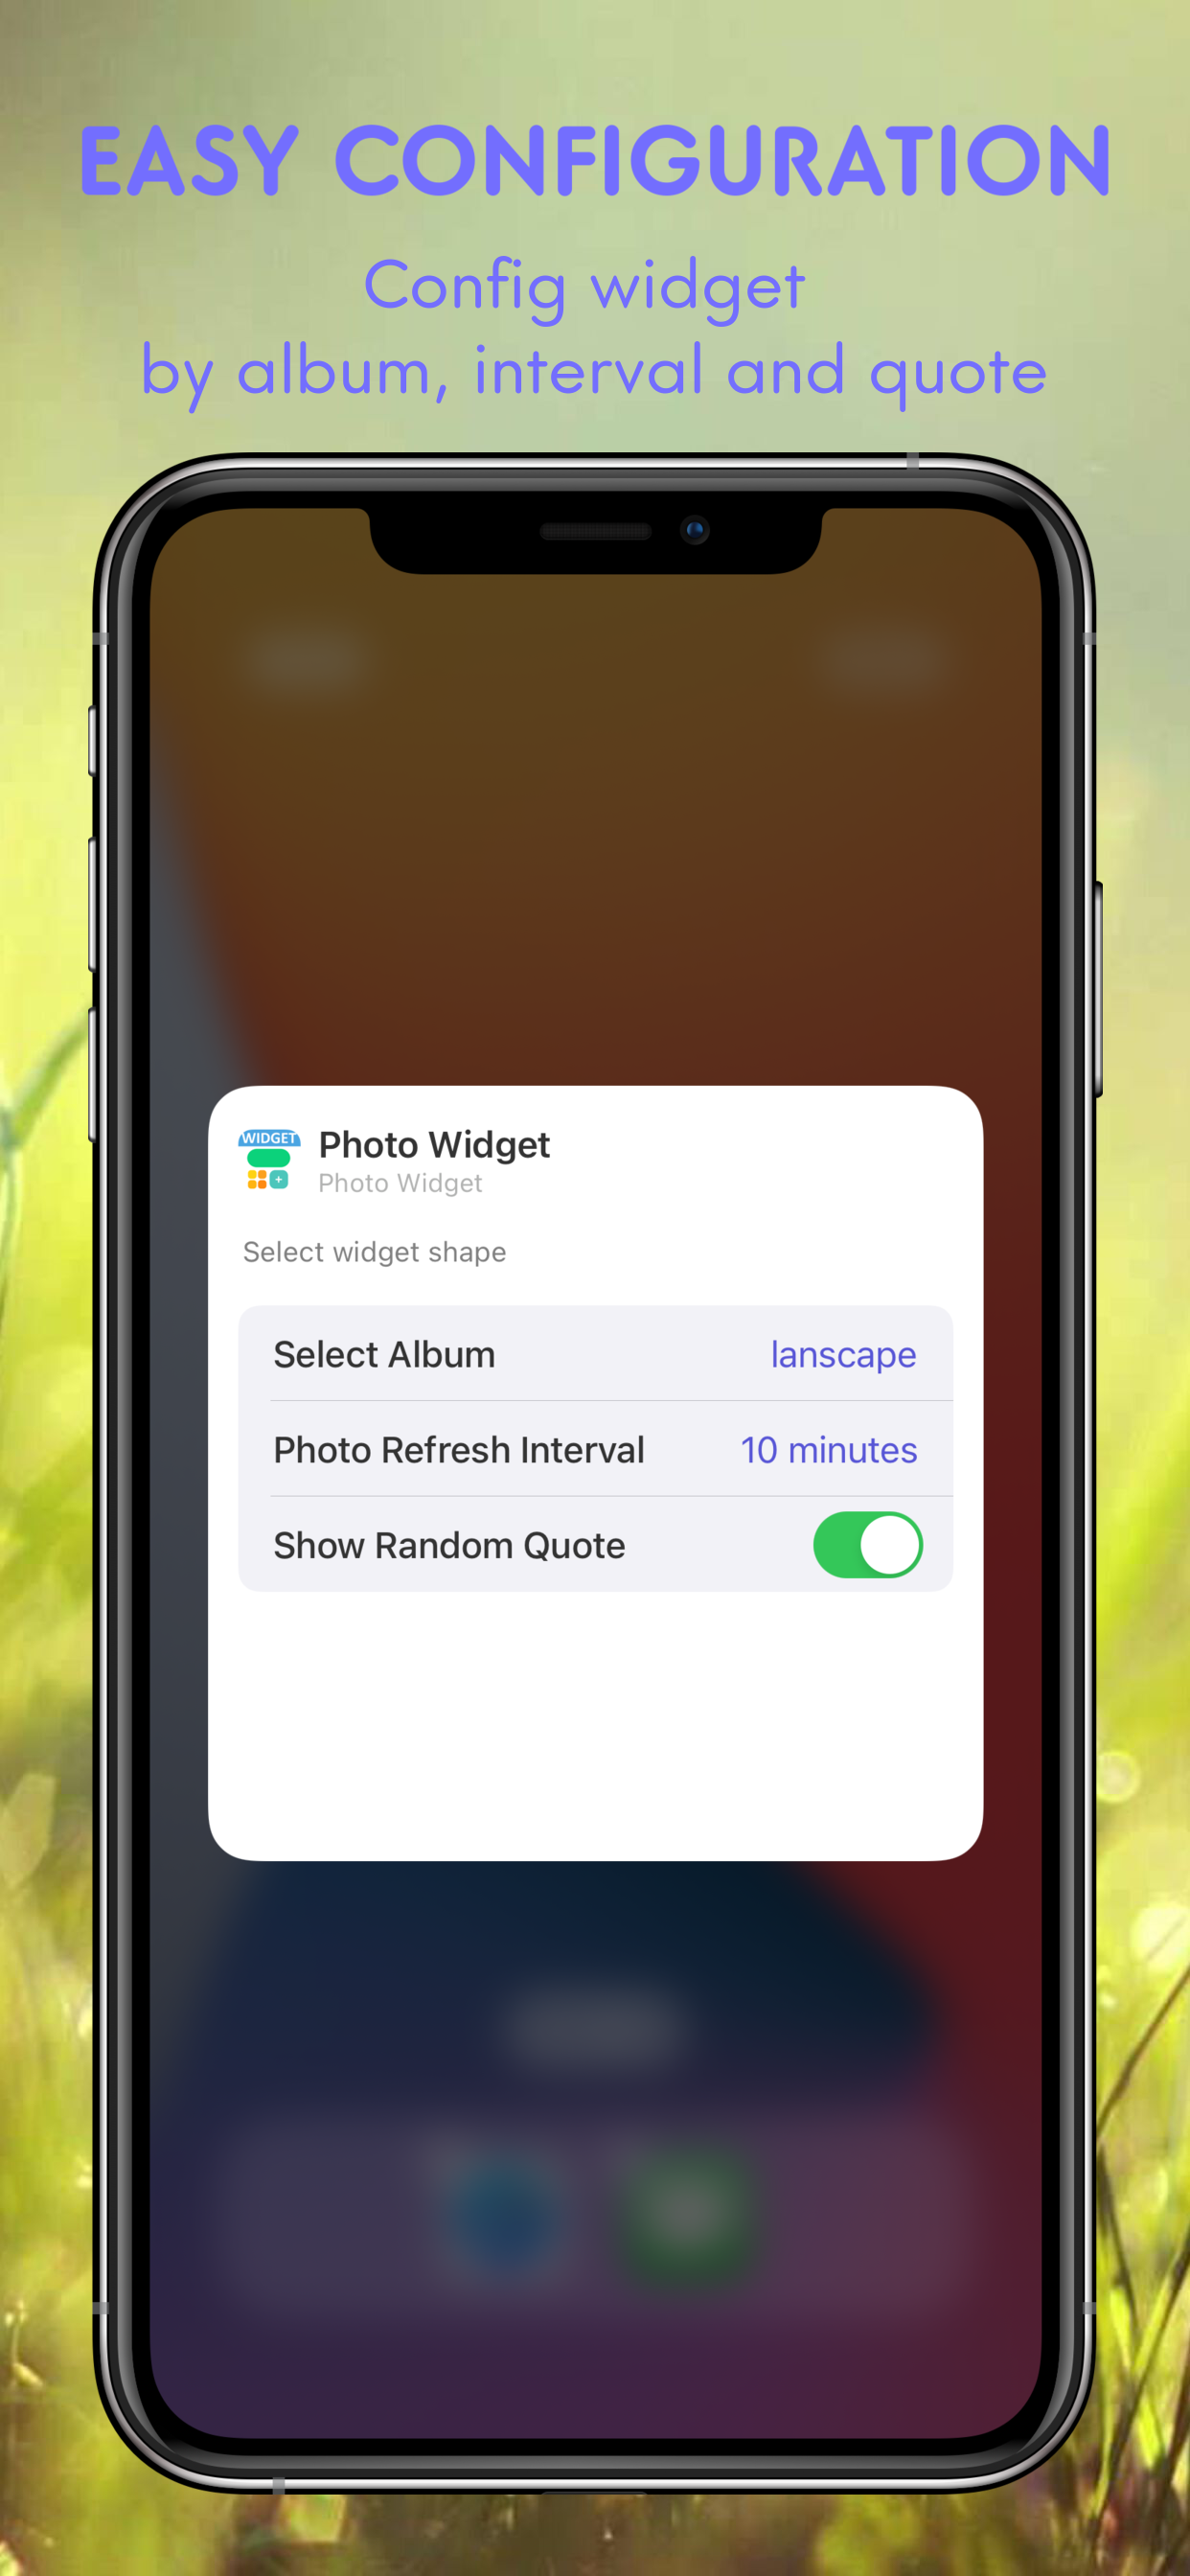 EASY CONFIGURATION
Config widget
by album, interval and quote
WIDGET
Photo Widget
Photo Widget
Select widget shape
Select Album lanscape
Photo Refresh Interval 10 minutes
Show Random Quote